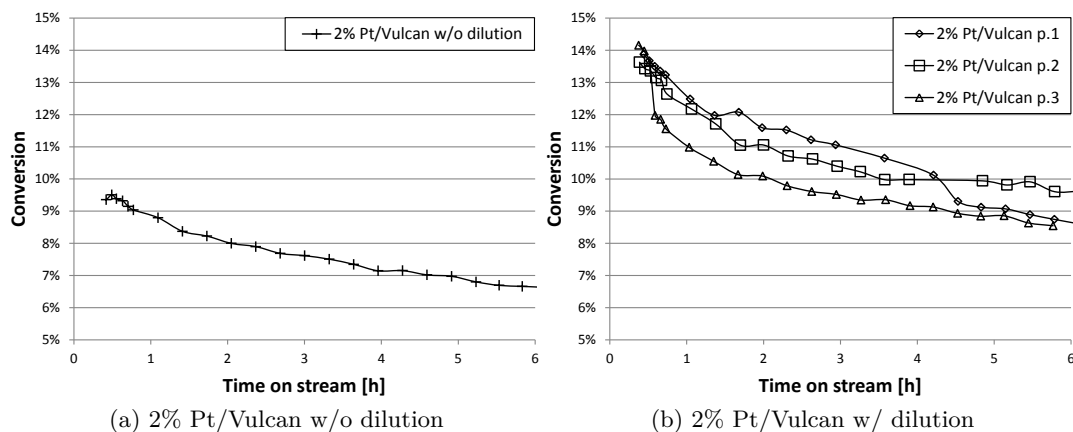 15%
14%
13%
12%
11%
10%
9%
8%
7%
6%
5%
Conversion
2% Pt/Vulcan w/o dilution
0 1 2 3 4 5 6
Time on stream [h]
(a) 2% Pt/Vulcan w/o dilution
15%
14%
13%
12%
11%
10%
9%
8%
7%
6%
5%
Conversion
2% Pt/Vulcan p.1
2% Pt/Vulcan p.2
2% Pt/Vulcan p.3
0 1 2 3 4 5 6
Time on stream [h]
(b) 2% Pt/Vulcan w/ dilution